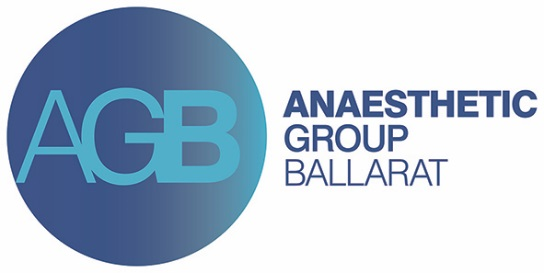 AGB
ANAESTHETIC
GROUP
BALLARAT